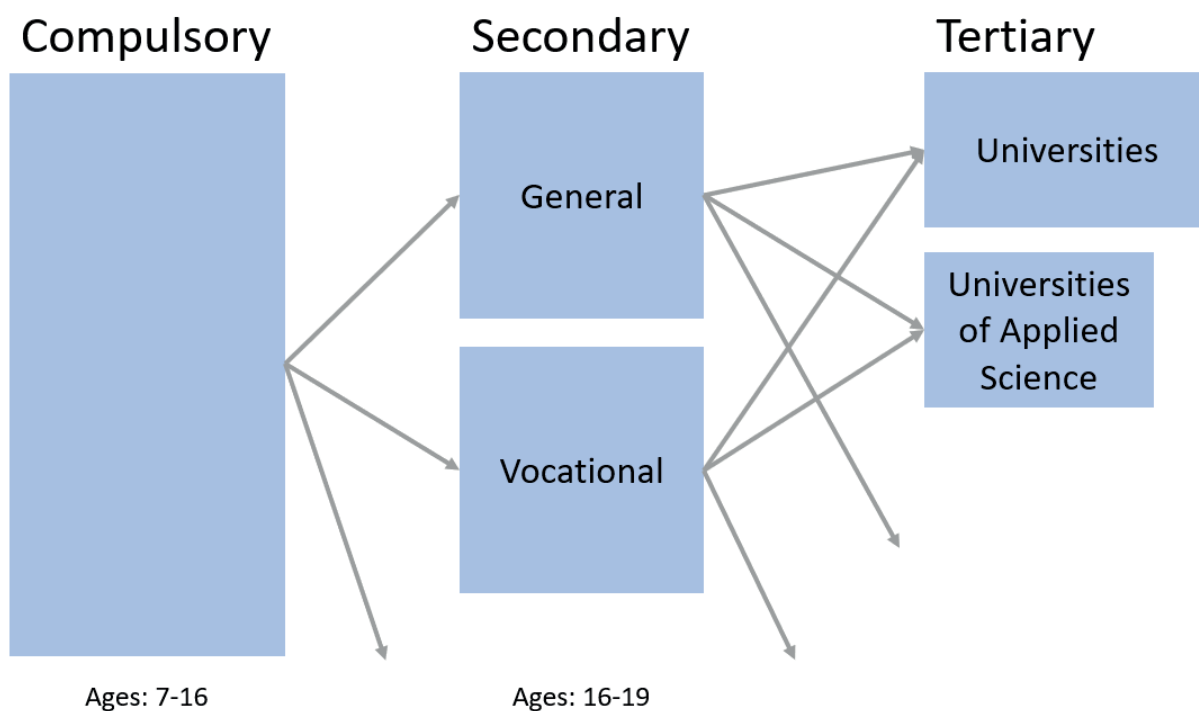 Compulsory
Secondary
Tertiary
General
Vocational
Universities
Universities
of Applied
Science
Ages: 7-16
Ages: 16-19